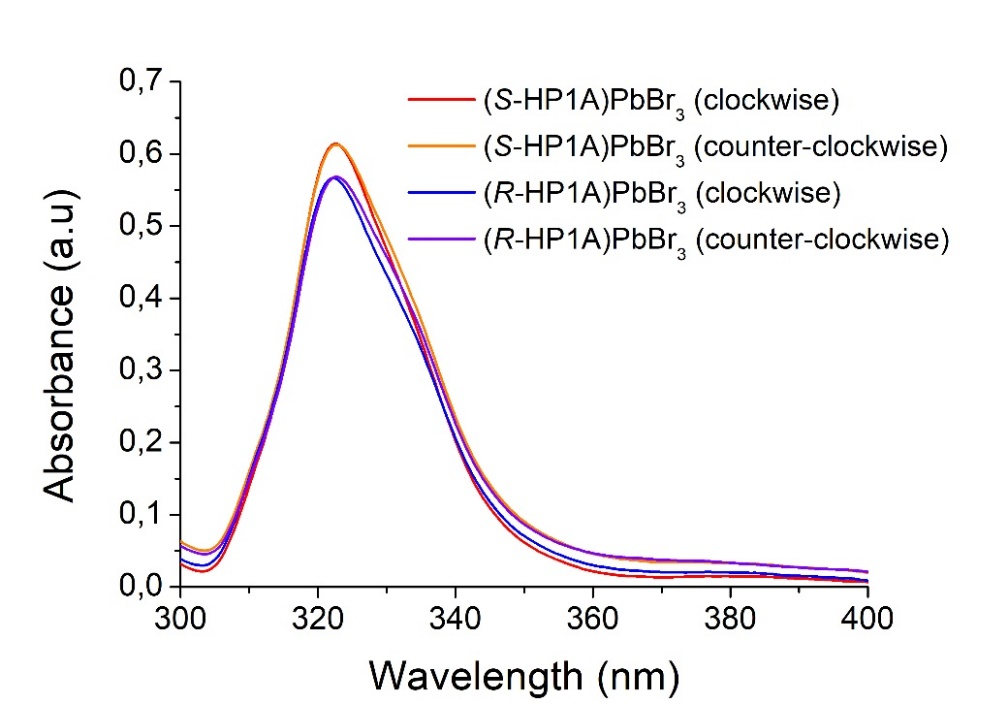 0,7
0,6
0,5
0,4
0,3
0,2
0,1
0,0
Absorbance (a.u)
(S-HP1A)PbBr3 (clockwise)
(S-HP1A)PbBr3 (counter-clockwise)
(R-HP1A)PbBr3 (clockwise)
(R-HP1A)PbBr3 (counter-clockwise)
300 320 340 360 380 400
Wavelength (nm)